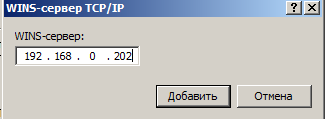 WINS-сервер TCP/IP
WINS-сервер:
192 . 168 . 0 . 202
Добавить Отмена